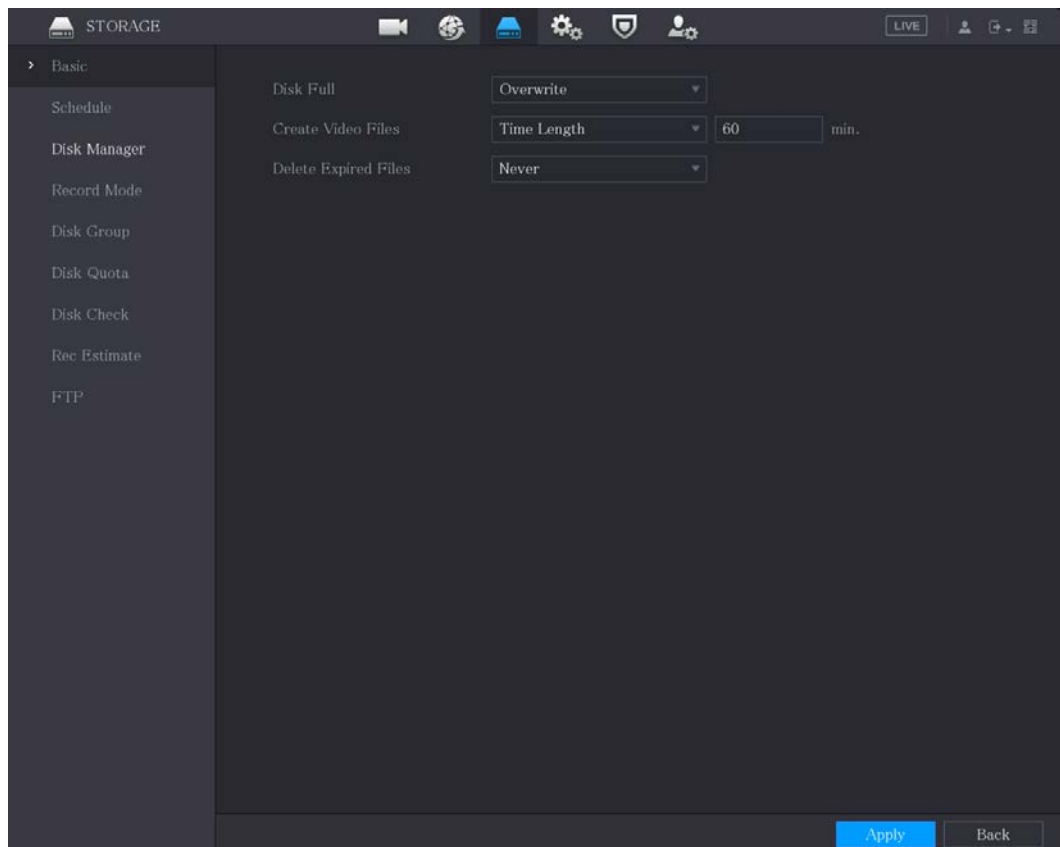 STORAGE LIVE
Basic
Schedule
Disk Manager
Record Mode
Disk Group
Disk Quota
Disk Check
Rec Estimate
FTP
Disk Full Overwrite
Create Video Files Time Length 60 min.
Delete Expired Files Never
Apply Back